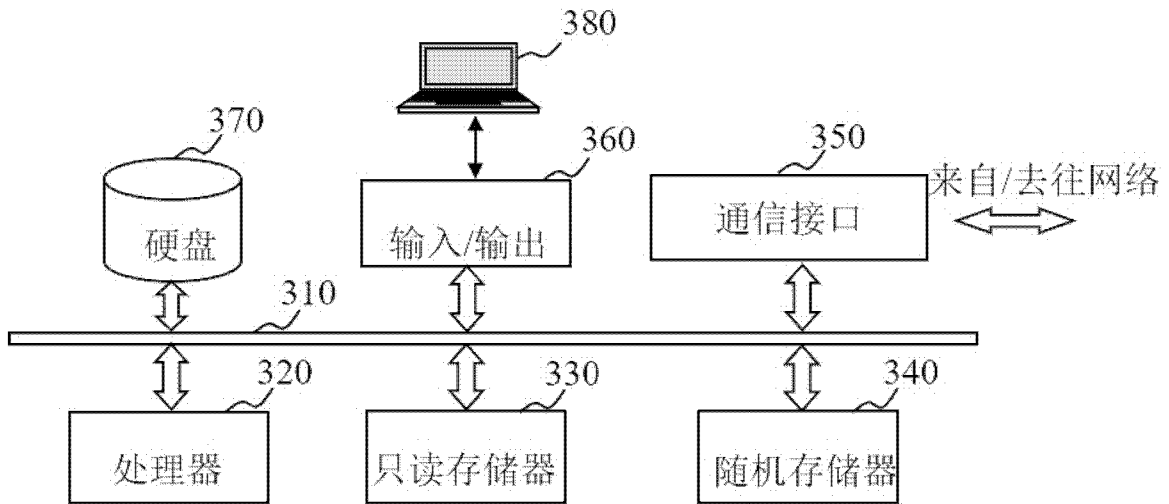 380
370
360
350
来自/去往网络
硬盘
输入/输出
通信接口
310
320
330
340
处理器
只读存储器
随机存储器